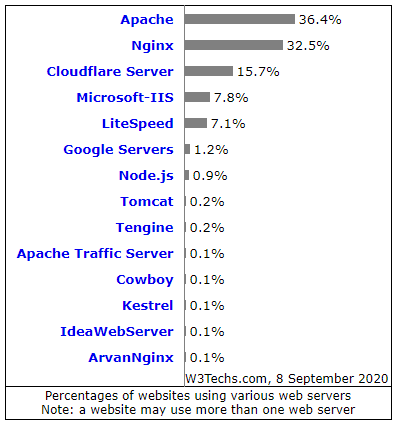 Apache 36.4%
Nginx 32.5%
Cloudflare Server 15.7%
Microsoft-IIS 7.8%
LiteSpeed 7.1%
Google Servers 1.2%
Node.js 0.9%
Tomcat 0.2%
Tengine 0.2%
Apache Traffic Server 0.1%
Cowboy 0.1%
Kestrel 0.1%
IdeaWebServer 0.1%
ArvanNginx 0.1%
W3Techs.com, 8 September 2020
Percentages of websites using various web servers
Note: a website may use more than one web server